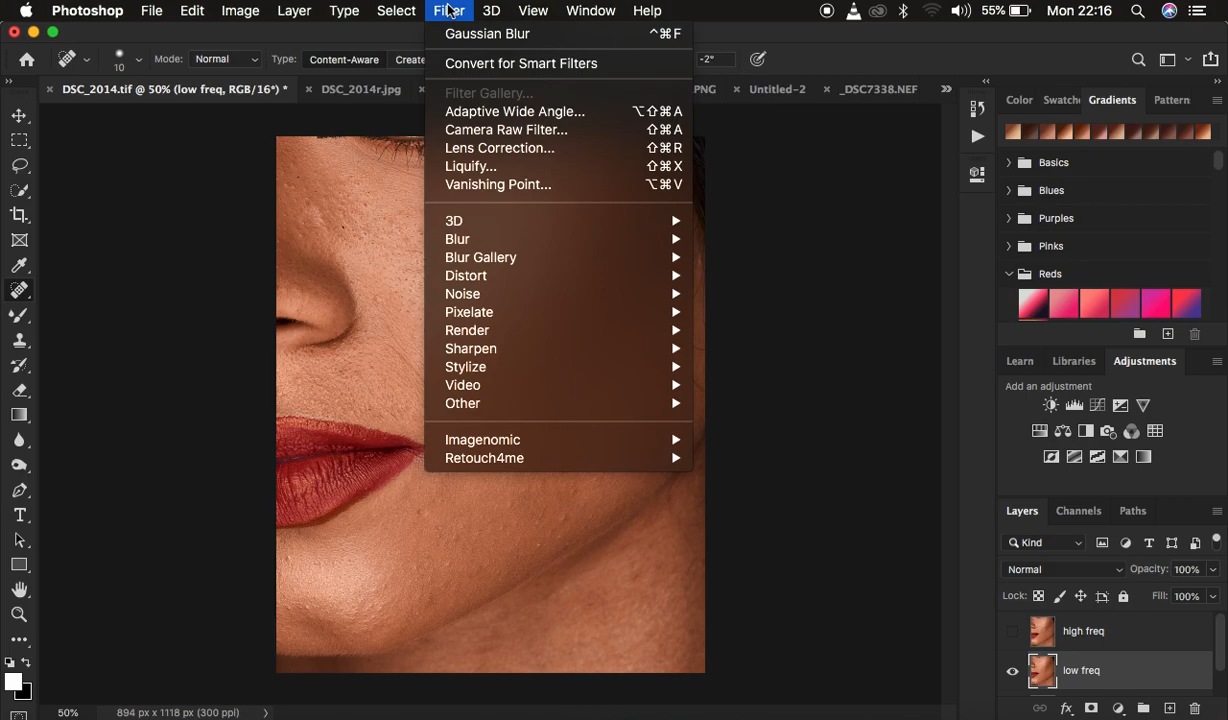 Photoshop File Edit Image Layer Type Select Filter 3D View Window Help 55% Mon 22:16
10 Mode: Normal Type: Content-Aware Create -2°
DSC_2014.tif @ 50% (low freq, RGB/16*) * DSC_2014r.jpg PNG Untitled-2 _DSC7338.NEF
Gaussian Blur ^⌘F
Convert for Smart Filters
Filter Gallery...
Adaptive Wide Angle... ⌥⇧⌘A
Camera Raw Filter... ⇧⌘A
Lens Correction... ⇧⌘R
Liquify... ⇧⌘X
Vanishing Point... ⌥⌘V
3D
Blur
Blur Gallery
Distort
Noise
Pixelate
Render
Sharpen
Stylize
Video
Other
Imagenomic
Retouch4me
Color Swatch Gradients Pattern
Basics
Blues
Purples
Pinks
Reds
Learn Libraries Adjustments
Add an adjustment
Layers Channels Paths
Kind
Normal Opacity: 100%
Lock: Fill: 100%
high freq
low freq
50% 894 px x 1118 px (300 ppi)